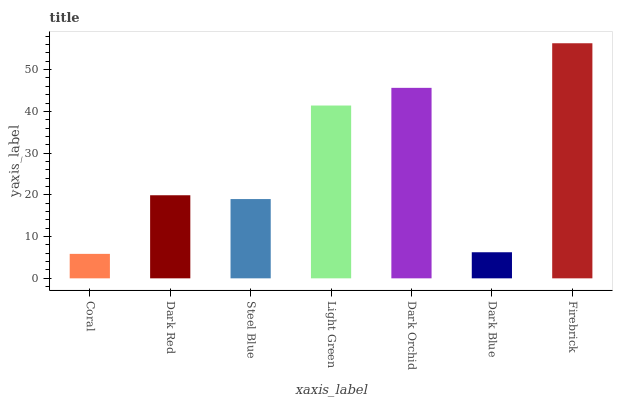 title
yaxis_label
50
40
30
20
10
0
Coral
Dark Red
Steel Blue
Light Green
Dark Orchid
Dark Blue
Firebrick
xaxis_label